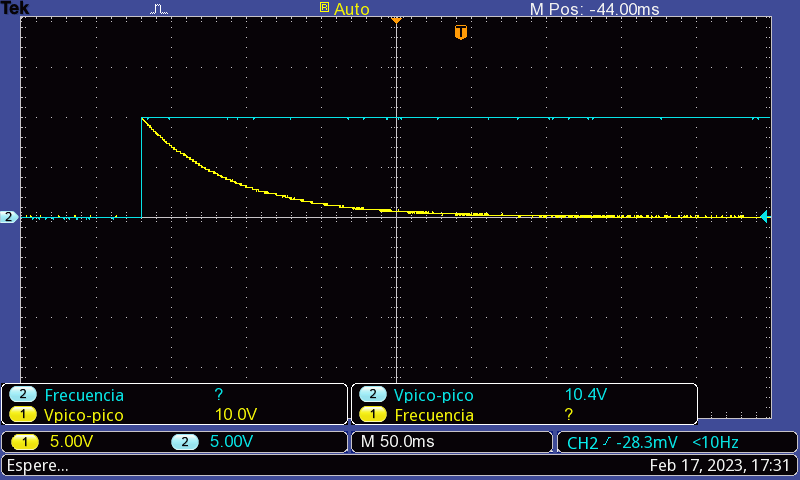 Tek R Auto M Pos: -44.00ms
T
2
2 Frecuencia ? 2 Vpico-pico 10.4V
1 Vpico-pico 10.0V 1 Frecuencia ?
1 5.00V 2 5.00V M 50.0ms CH2 -28.3mV <10Hz
Espere... Feb 17, 2023, 17:31